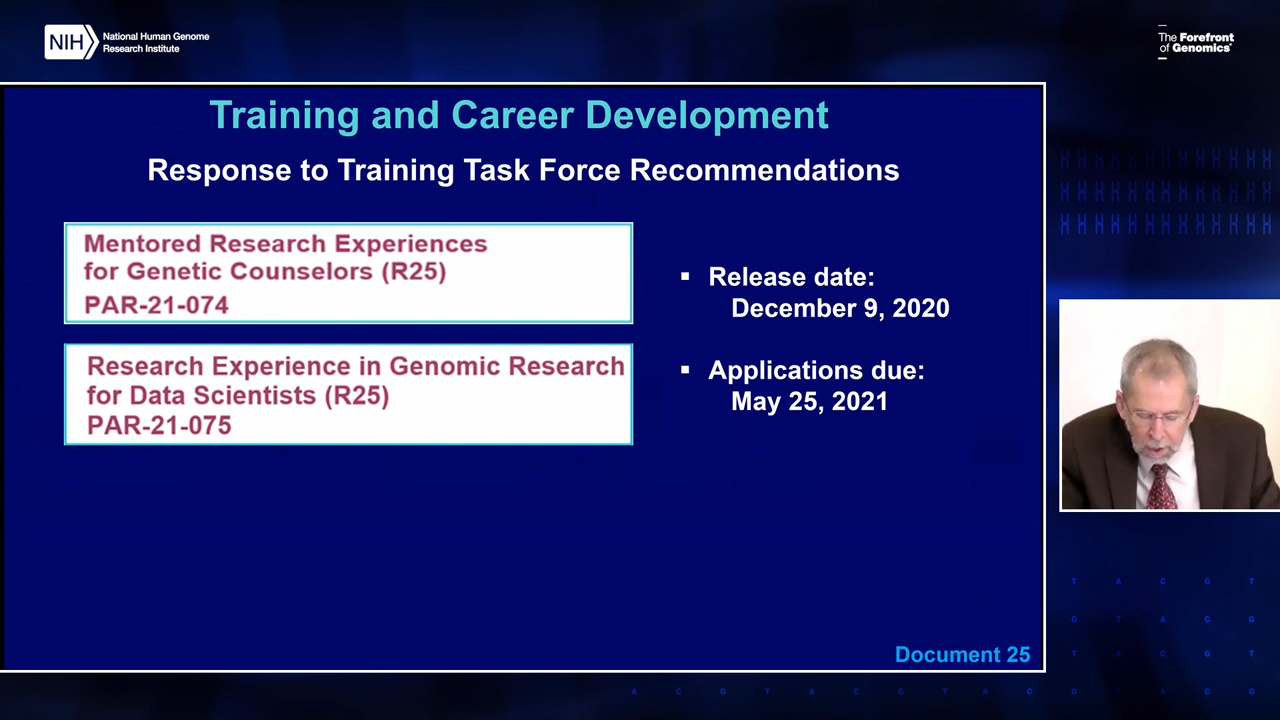 NIH
National Human Genome
Research Institute
The Forefront
of Genomics®
Training and Career Development
Response to Training Task Force Recommendations
Mentored Research Experiences
for Genetic Counselors (R25)
PAR-21-074
Research Experience in Genomic Research
for Data Scientists (R25)
PAR-21-075
▪ Release date:
December 9, 2020
▪ Applications due:
May 25, 2021
Document 25
T A C G T
G T A C G
T A C G T
A C G T A C G T A C G T A C G